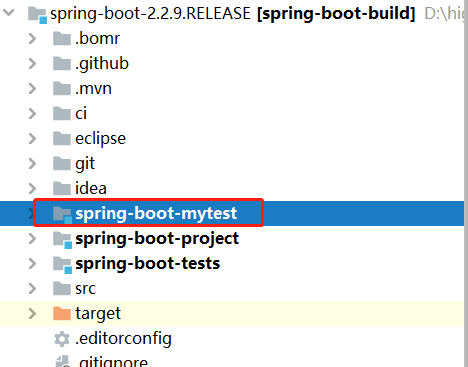 spring-boot-2.2.9.RELEASE [spring-boot-build] D:\hig
.bomr
.github
.mvn
ci
eclipse
git
idea
spring-boot-mytest
spring-boot-project
spring-boot-tests
src
target
.editorconfig
.gitignore